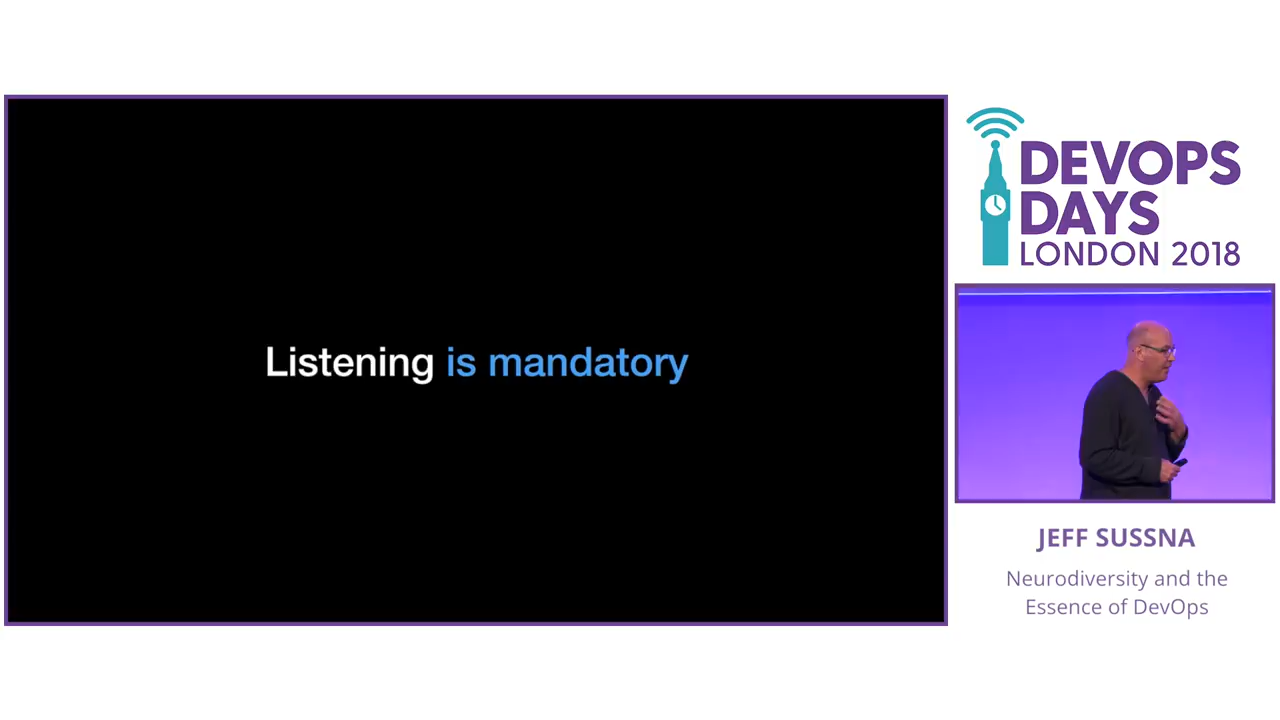 Listening is mandatory
DEVOPS
DAYS
LONDON 2018
JEFF SUSSNA
Neurodiversity and the
Essence of DevOps